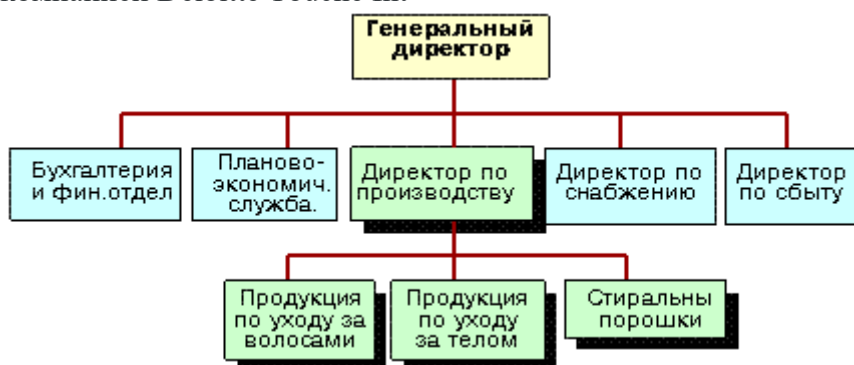 Генеральный
директор
Бухгалтерия
и фин.отдел
Планово-
экономич.
служба.
Директор по
производству
Директор по
снабжению
Директор
по сбыту
Продукция
по уходу за
волосами
Продукция
по уходу
за телом
Стиральны
порошки